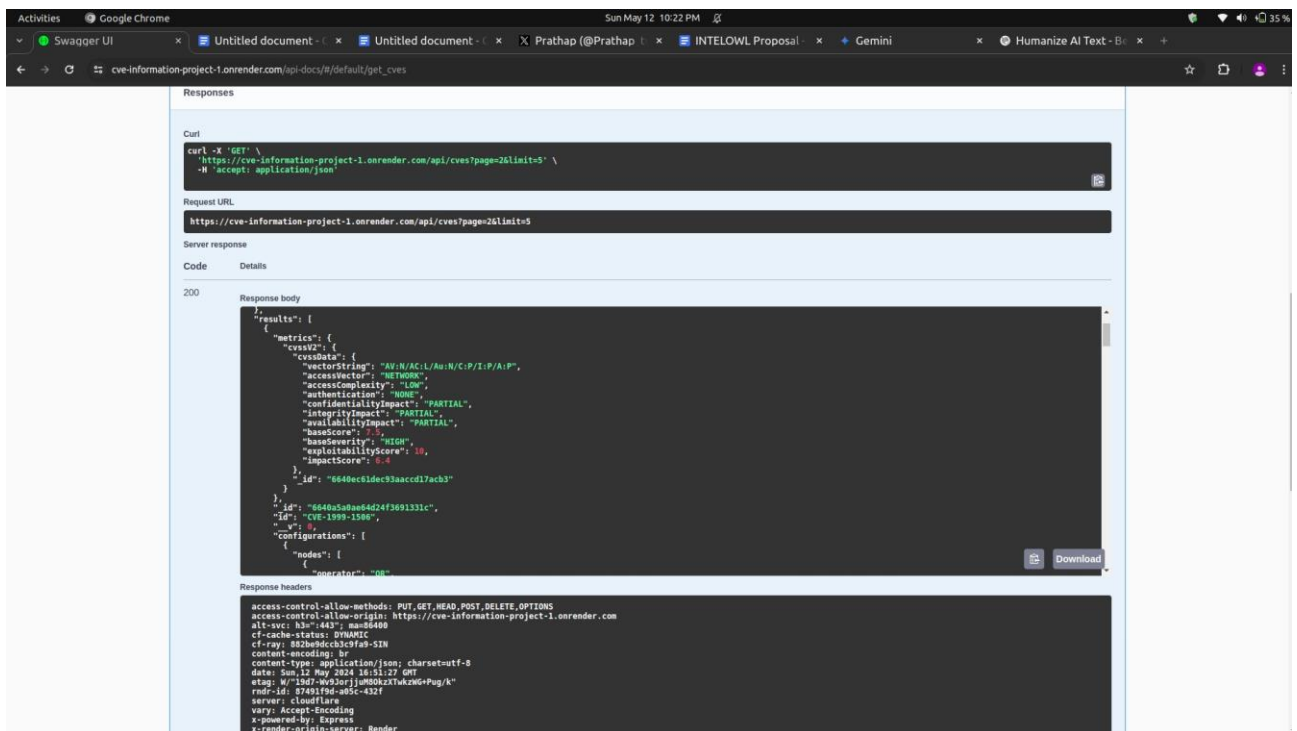 Activities Google Chrome Sun May 12 10:22 PM 35 %
Swagger UI × Untitled document - × Untitled document - × X Prathap (@Prathap × INTELOWL Proposal - × Gemini × Humanize AI Text - Be × +
cve-information-project-1.onrender.com/api-docs/#/default/get_cves
Responses
Curl
curl -X 'GET' \
'https://cve-information-project-1.onrender.com/api/cves?page=2&limit=5' \
-H 'accept: application/json'
Request URL
https://cve-information-project-1.onrender.com/api/cves?page=2&limit=5
Server response
Code Details
200
Response body
},
"results": [
{
"metrics": {
"cvssV2": {
"cvssData": {
"vectorString": "AV:N/AC:L/Au:N/C:P/I:P/A:P",
"accessVector": "NETWORK",
"accessComplexity": "LOW",
"authentication": "NONE",
"confidentialityImpact": "PARTIAL",
"integrityImpact": "PARTIAL",
"availabilityImpact": "PARTIAL",
"baseScore": 7.5,
"baseSeverity": "HIGH",
"exploitabilityScore": 10,
"impactScore": 6.4
},
"_id": "6640ec61dec93aaccd17acb3"
}
},
"_id": "6640a5a0ae64d24f3691331c",
"id": "CVE-1999-1506",
"__v": 0,
"configurations": [
{
"nodes": [
{
"operator": "OR",
Download
Response headers
access-control-allow-methods: PUT,GET,HEAD,POST,DELETE,OPTIONS
access-control-allow-origin: https://cve-information-project-1.onrender.com
alt-svc: h3=":443"; ma=86400
cf-cache-status: DYNAMIC
cf-ray: 882be9dccb3c9fa9-SIN
content-encoding: br
content-type: application/json; charset=utf-8
date: Sun,12 May 2024 16:51:27 GMT
etag: W/"19d7-Wv9JorjjuM8OkzXTwkzWG+Pug/k"
rndr-id: 87491f9d-a05c-432f
server: cloudflare
vary: Accept-Encoding
x-powered-by: Express
x-render-origin-server: Render